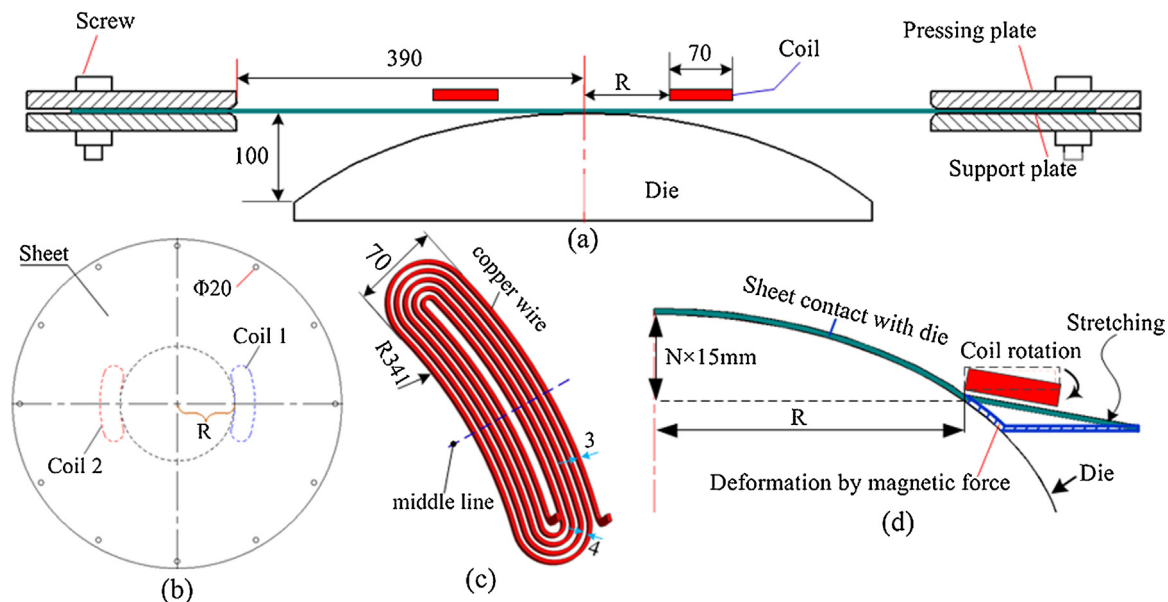 Screw
390
R
70
Coil
Pressing plate
100
Die
Support plate
(a)
Sheet
Φ20
Coil 1
R
Coil 2
(b)
70
copper wire
R341
3
middle line
4
(c)
Sheet contact with die
Stretching
N×15mm
Coil rotation
R
Deformation by magnetic force
Die
(d)